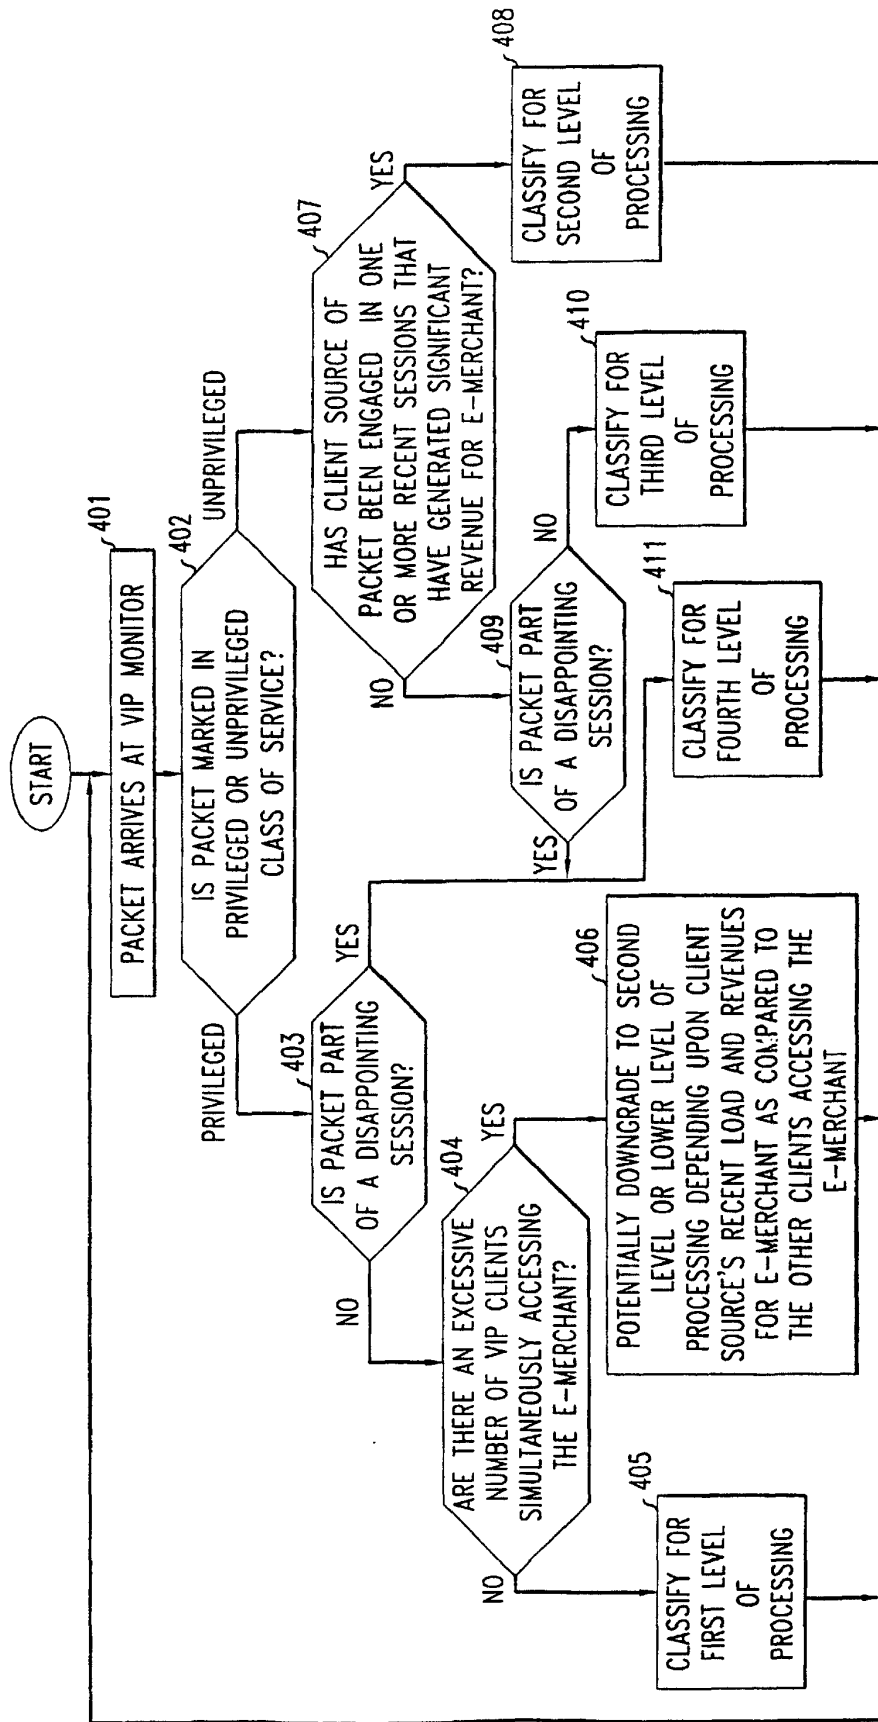 START
401
PACKET ARRIVES AT VIP MONITOR
402
IS PACKET MARKED IN
PRIVILEGED OR UNPRIVILEGED
CLASS OF SERVICE?
PRIVILEGED
UNPRIVILEGED
403
IS PACKET PART
OF A DISAPPOINTING
SESSION?
NO
YES
404
ARE THERE AN EXCESSIVE
NUMBER OF VIP CLIENTS
SIMULTANEOUSLY ACCESSING
THE E-MERCHANT?
NO
YES
405
CLASSIFY FOR
FIRST LEVEL
OF
PROCESSING
406
POTENTIALLY DOWNGRADE TO SECOND
LEVEL OR LOWER LEVEL OF
PROCESSING DEPENDING UPON CLIENT
SOURCE'S RECENT LOAD AND REVENUES
FOR E-MERCHANT AS COMPARED TO
THE OTHER CLIENTS ACCESSING THE
E-MERCHANT
407
HAS CLIENT SOURCE OF
PACKET BEEN ENGAGED IN ONE
OR MORE RECENT SESSIONS THAT
HAVE GENERATED SIGNIFICANT
REVENUE FOR E-MERCHANT?
NO
YES
408
CLASSIFY FOR
SECOND LEVEL
OF
PROCESSING
409
IS PACKET PART
OF A DISAPPOINTING
SESSION?
YES
NO
410
CLASSIFY FOR
THIRD LEVEL
OF
PROCESSING
411
CLASSIFY FOR
FOURTH LEVEL
OF
PROCESSING